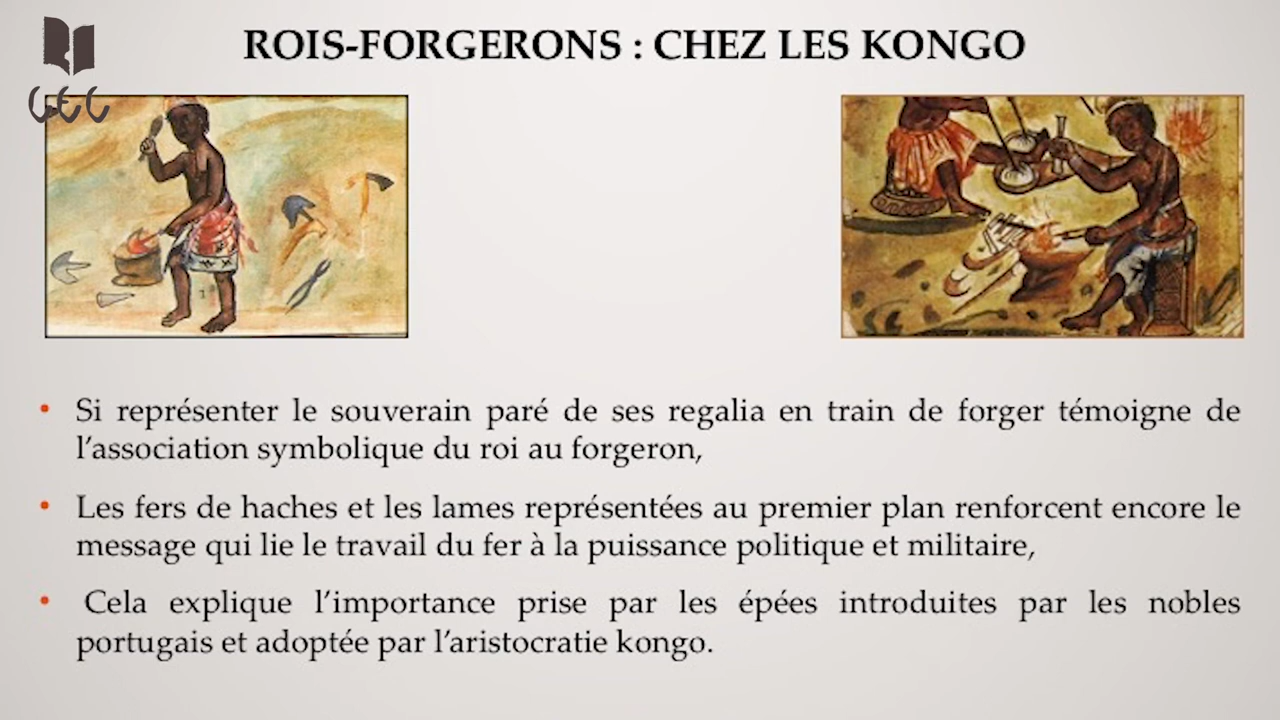 ROIS-FORGERONS : CHEZ LES KONGO
• Si représenter le souverain paré de ses regalia en train de forger témoigne de
l’association symbolique du roi au forgeron,
• Les fers de haches et les lames représentées au premier plan renforcent encore le
message qui lie le travail du fer à la puissance politique et militaire,
• Cela explique l’importance prise par les épées introduites par les nobles
portugais et adoptée par l’aristocratie kongo.